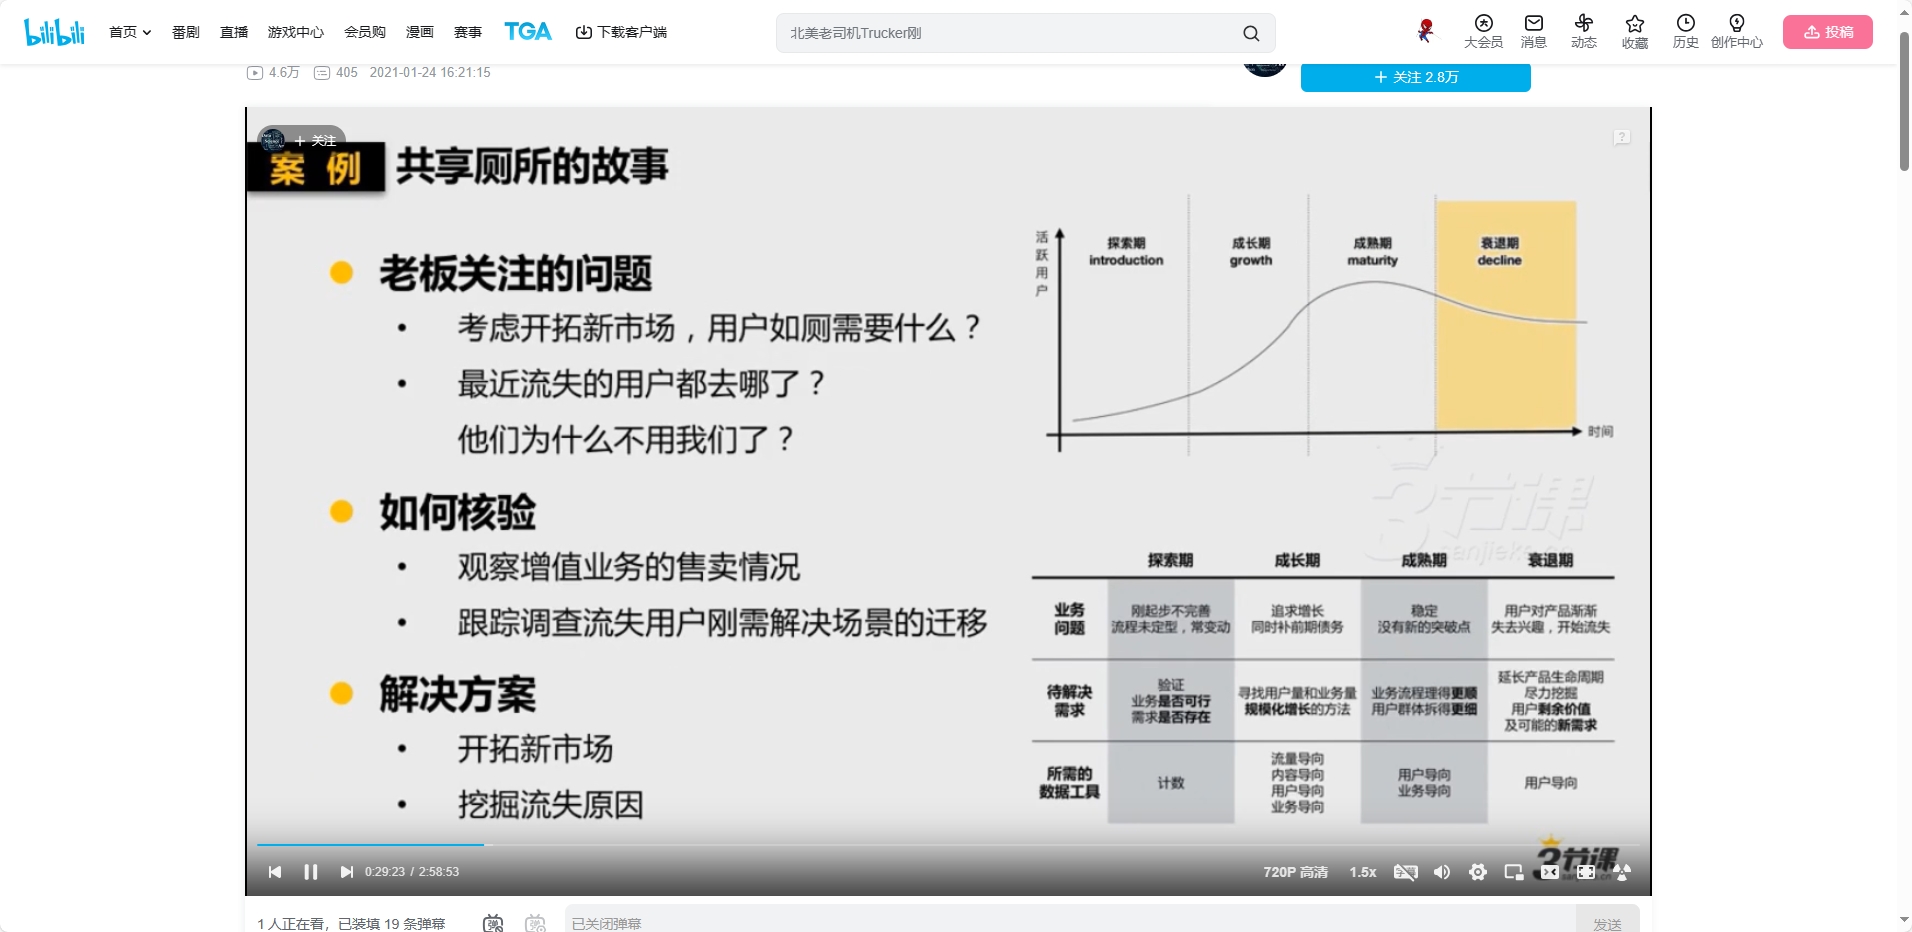 bilibili
首页 番剧 直播 游戏中心 会员购 漫画 赛事 TGA 下载客户端
北美老司机Trucker刚
大会员 消息 动态 收藏 历史 创作中心 投稿
4.6万 405 2021-01-24 16:21:15
+ 关注 2.8万
+ 关注
案 例 共享厕所的故事
老板关注的问题
• 考虑开拓新市场，用户如厕需要什么？
• 最近流失的用户都去哪了？
他们为什么不用我们了？
如何核验
• 观察增值业务的售卖情况
• 跟踪调查流失用户刚需解决场景的迁移
解决方案
• 开拓新市场
• 挖掘流失原因
活跃用户
探索期 成长期 成熟期 衰退期
introduction growth maturity decline
时间
3节课
sanjieke.cn
探索期 成长期 成熟期 衰退期
业务问题
刚起步不完善
流程未定型，常变动
追求增长
同时补前期债务
稳定
没有新的突破点
用户对产品渐渐
失去兴趣，开始流失
待解决需求
验证
业务是否可行
需求是否存在
寻找用户量和业务量
规模化增长的方法
业务流程理得更顺
用户群体拆得更细
延长产品生命周期
尽力挖掘
用户剩余价值
及可能的新需求
所需的数据工具
计数
流量导向
内容导向
用户导向
业务导向
用户导向
业务导向
用户导向
3节课
0:29:23 / 2:58:53
720P 高清 1.5x
1 人正在看，已装填 19 条弹幕
已关闭弹幕
发送